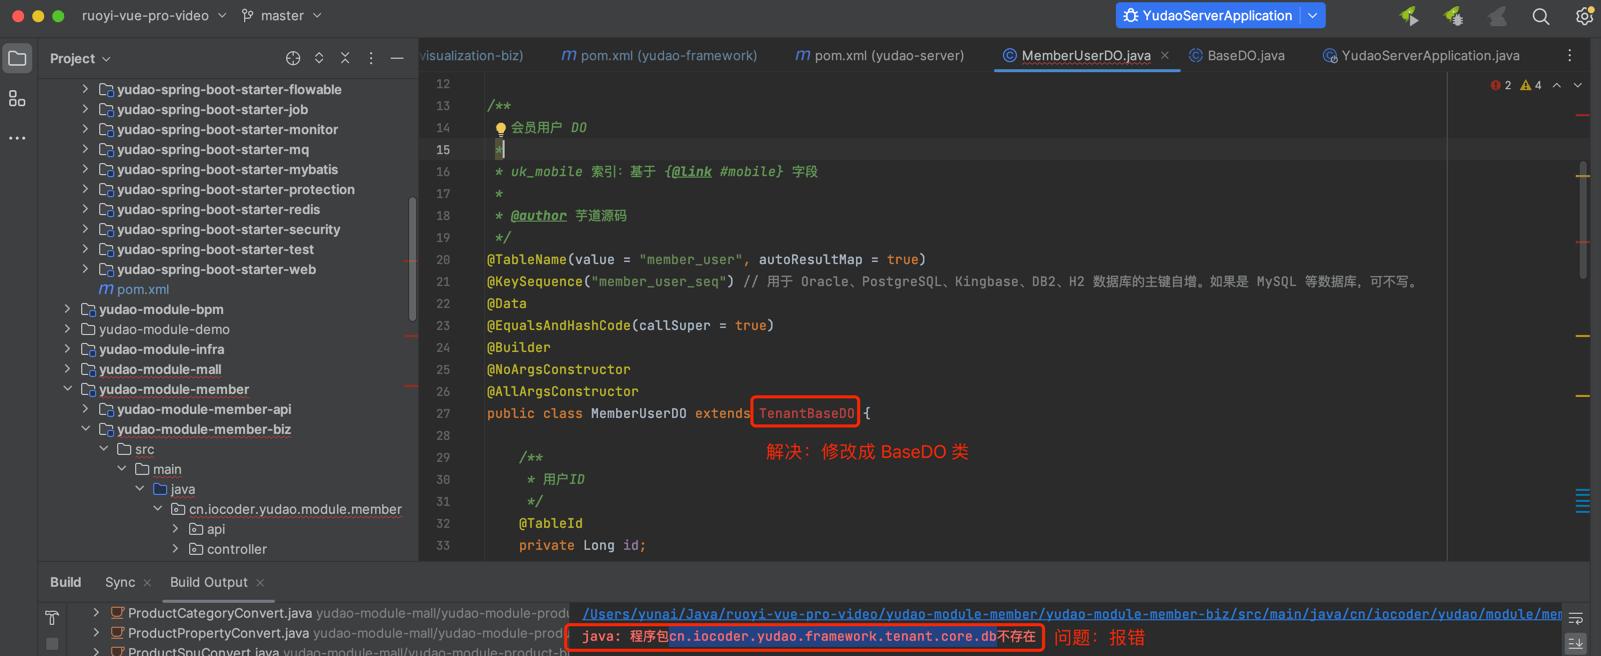 ruoyi-vue-pro-video
master
YudaoServerApplication
Project
visualization-biz)
pom.xml (yudao-framework)
pom.xml (yudao-server)
MemberUserDO.java
BaseDO.java
YudaoServerApplication.java
yudao-spring-boot-starter-flowable
yudao-spring-boot-starter-job
yudao-spring-boot-starter-monitor
yudao-spring-boot-starter-mq
yudao-spring-boot-starter-mybatis
yudao-spring-boot-starter-protection
yudao-spring-boot-starter-redis
yudao-spring-boot-starter-security
yudao-spring-boot-starter-test
yudao-spring-boot-starter-web
pom.xml
yudao-module-bpm
yudao-module-demo
yudao-module-infra
yudao-module-mall
yudao-module-member
yudao-module-member-api
yudao-module-member-biz
src
main
java
cn.iocoder.yudao.module.member
api
controller
2 4
12
13 /**
14 会员用户 DO
15 *
16 * uk_mobile 索引：基于 {@link #mobile} 字段
17 *
18 * @author 芋道源码
19 */
20 @TableName(value = "member_user", autoResultMap = true)
21 @KeySequence("member_user_seq") // 用于 Oracle、PostgreSQL、Kingbase、DB2、H2 数据库的主键自增。如果是 MySQL 等数据库，可不写。
22 @Data
23 @EqualsAndHashCode(callSuper = true)
24 @Builder
25 @NoArgsConstructor
26 @AllArgsConstructor
27 public class MemberUserDO extends TenantBaseDO {
28
解决：修改成 BaseDO 类
29 /**
30 * 用户ID
31 */
32 @TableId
33 private Long id;
Build
Sync
Build Output
ProductCategoryConvert.java yudao-module-mall/yudao-module-produ
ProductPropertyConvert.java yudao-module-mall/yudao-module-produ
ProductSpuConvert.java yudao-module-mall/yudao-module-product-b
/Users/yunai/Java/ruoyi-vue-pro-video/yudao-module-member/yudao-module-member-biz/src/main/java/cn/iocoder/yudao/module/mem
java: 程序包cn.iocoder.yudao.framework.tenant.core.db不存在
问题：报错